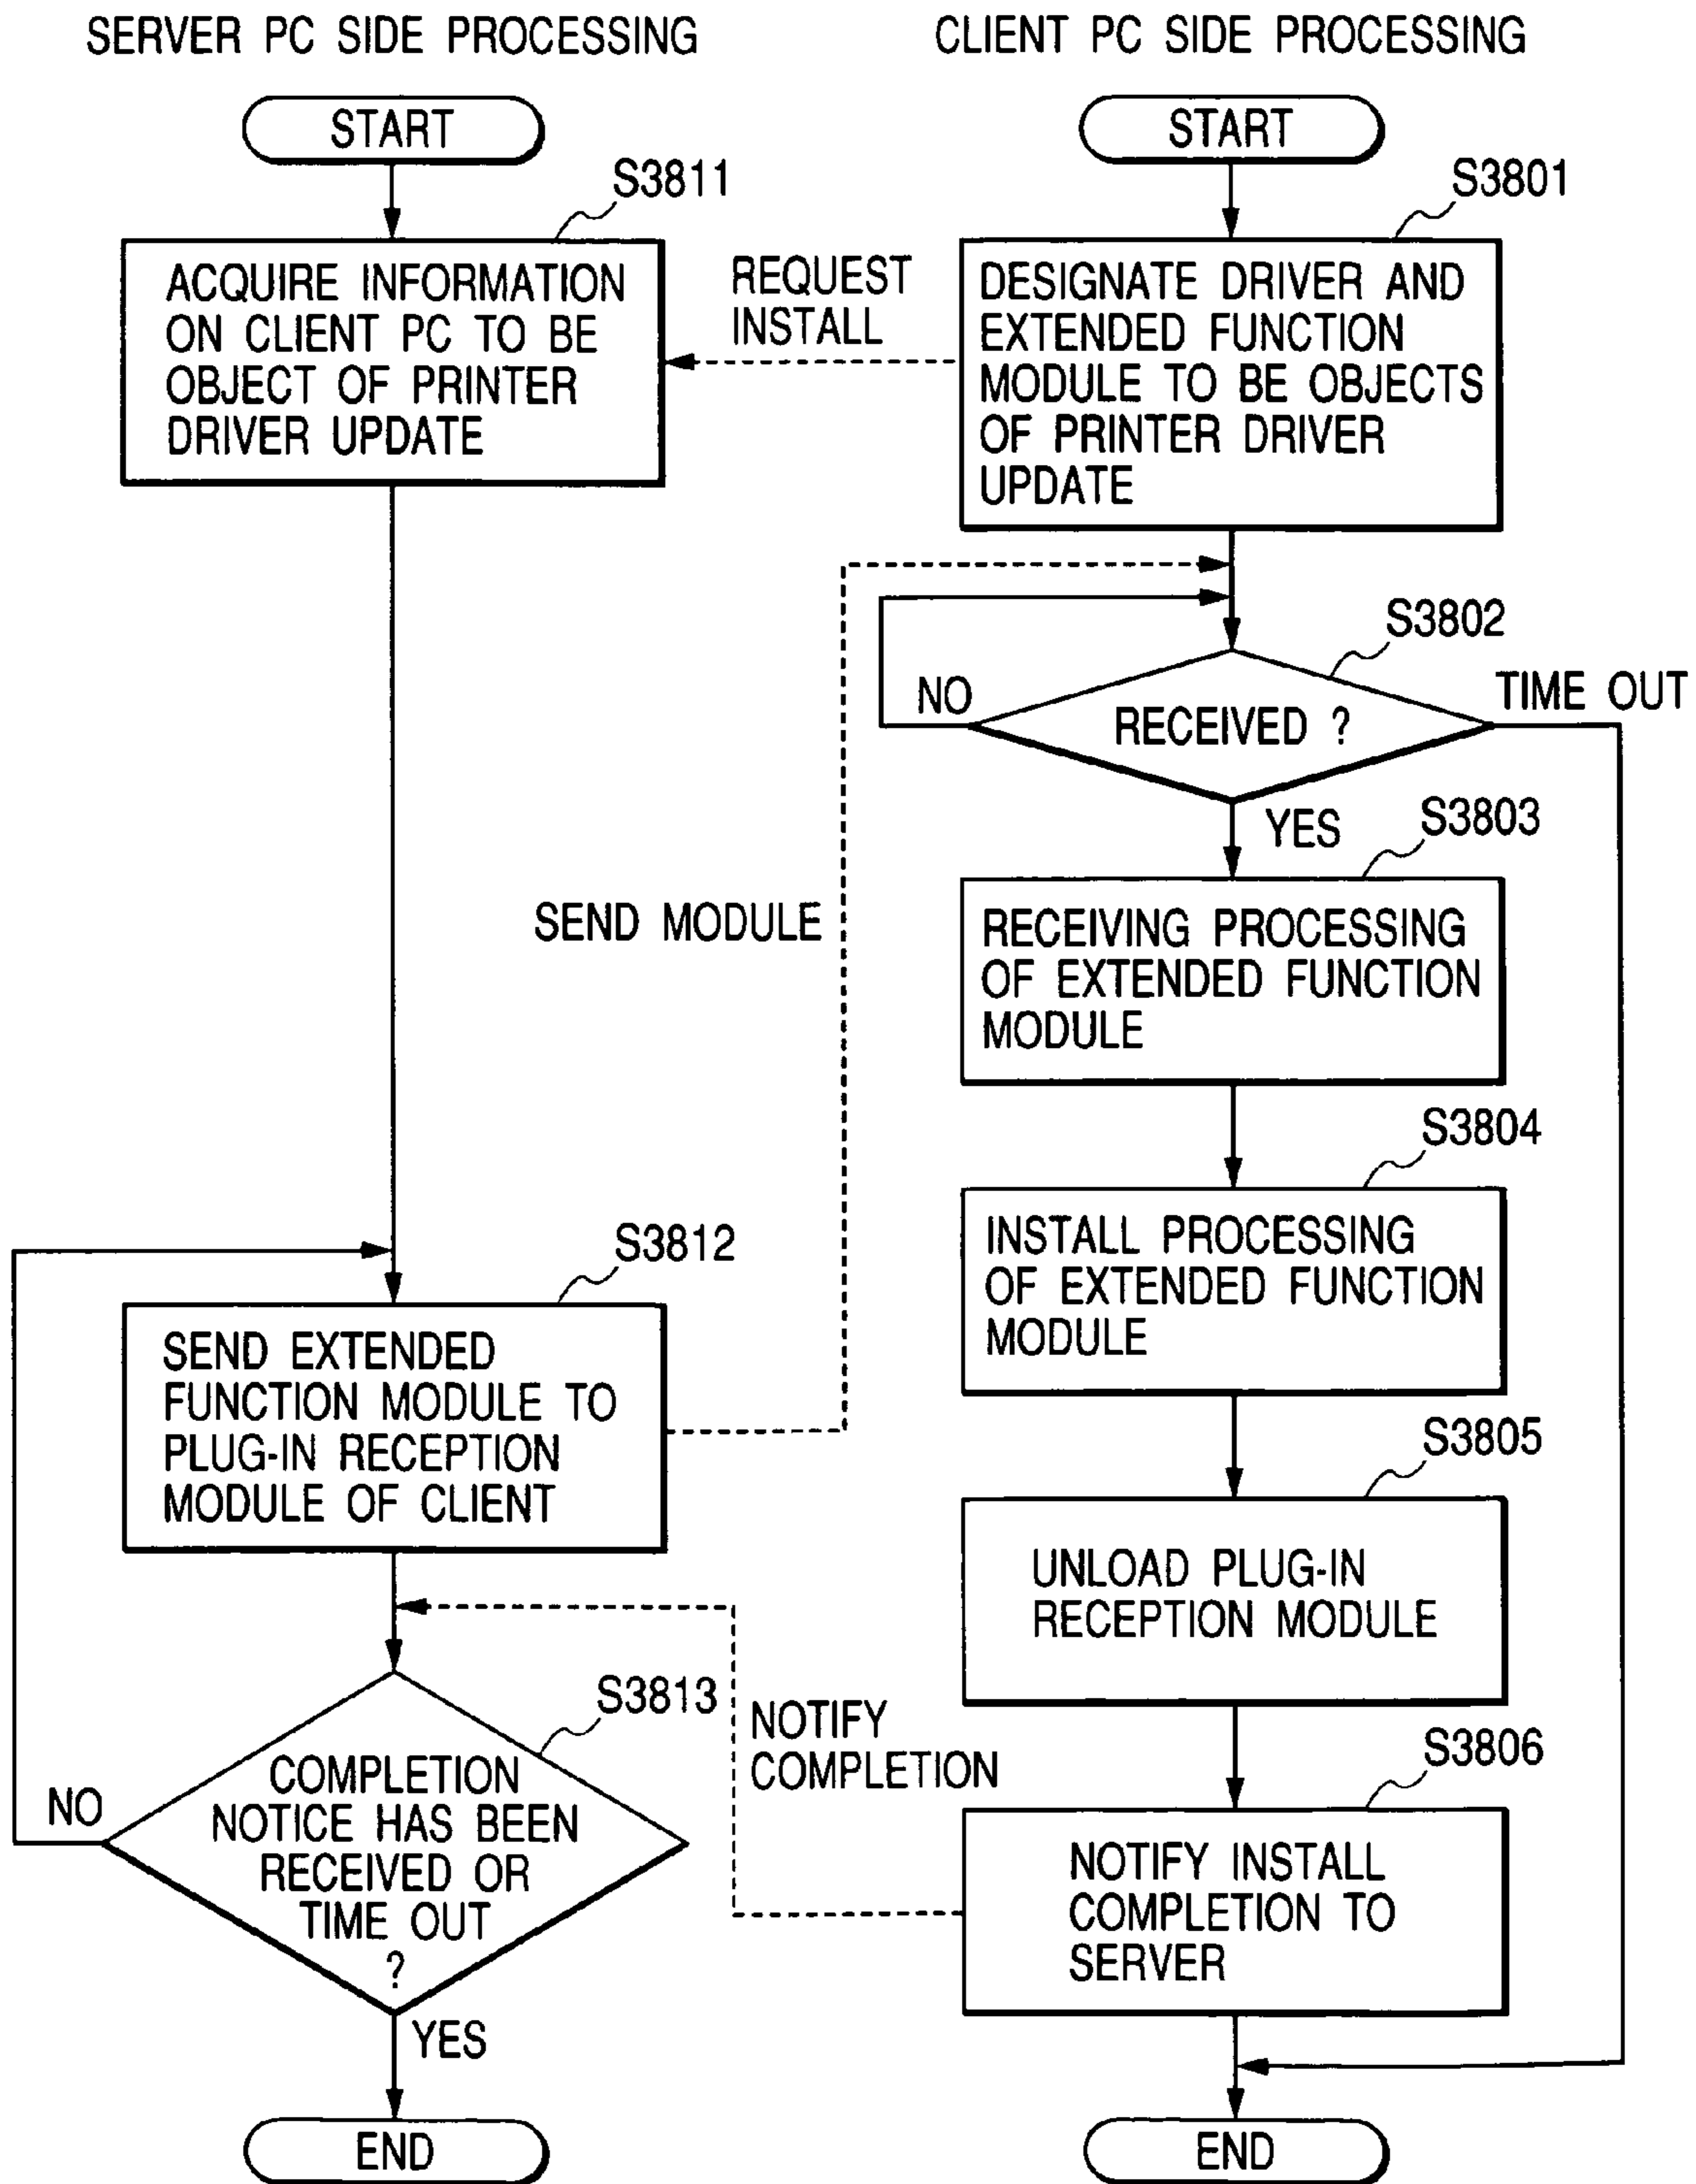 SERVER PC SIDE PROCESSING
START
S3811
ACQUIRE INFORMATION
ON CLIENT PC TO BE
OBJECT OF PRINTER
DRIVER UPDATE
S3812
SEND EXTENDED
FUNCTION MODULE TO
PLUG-IN RECEPTION
MODULE OF CLIENT
S3813
COMPLETION
NOTICE HAS BEEN
RECEIVED OR
TIME OUT
?
NO
YES
END
REQUEST
INSTALL
SEND MODULE
NOTIFY
COMPLETION
CLIENT PC SIDE PROCESSING
START
S3801
DESIGNATE DRIVER AND
EXTENDED FUNCTION
MODULE TO BE OBJECTS
OF PRINTER DRIVER
UPDATE
S3802
RECEIVED ?
NO
TIME OUT
YES
S3803
RECEIVING PROCESSING
OF EXTENDED FUNCTION
MODULE
S3804
INSTALL PROCESSING
OF EXTENDED FUNCTION
MODULE
S3805
UNLOAD PLUG-IN
RECEPTION MODULE
S3806
NOTIFY INSTALL
COMPLETION TO
SERVER
END